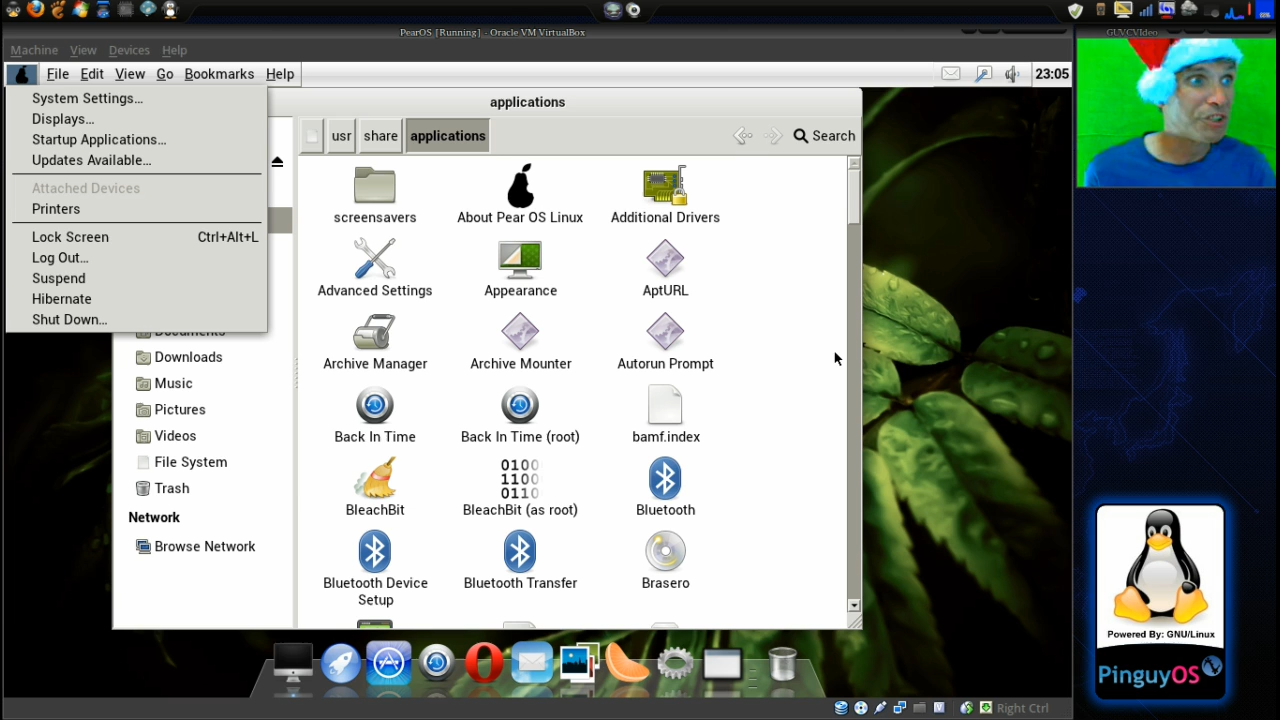 PearOS [Running] - Oracle VM VirtualBox
GUVCVideo
Machine View Devices Help
File Edit View Go Bookmarks Help
23:05
System Settings...
Displays...
Startup Applications...
Updates Available...
Attached Devices
Printers
Lock Screen Ctrl+Alt+L
Log Out...
Suspend
Hibernate
Shut Down...
applications
usr share applications Search
Documents
Downloads
Music
Pictures
Videos
File System
Trash
Network
Browse Network
screensavers About Pear OS Linux Additional Drivers
Advanced Settings Appearance AptURL
Archive Manager Archive Mounter Autorun Prompt
Back In Time Back In Time (root) bamf.index
0100
1100
0110
BleachBit BleachBit (as root) Bluetooth
Bluetooth Device Setup Bluetooth Transfer Brasero
Powered By: GNU/Linux
PinguyOS
Right Ctrl